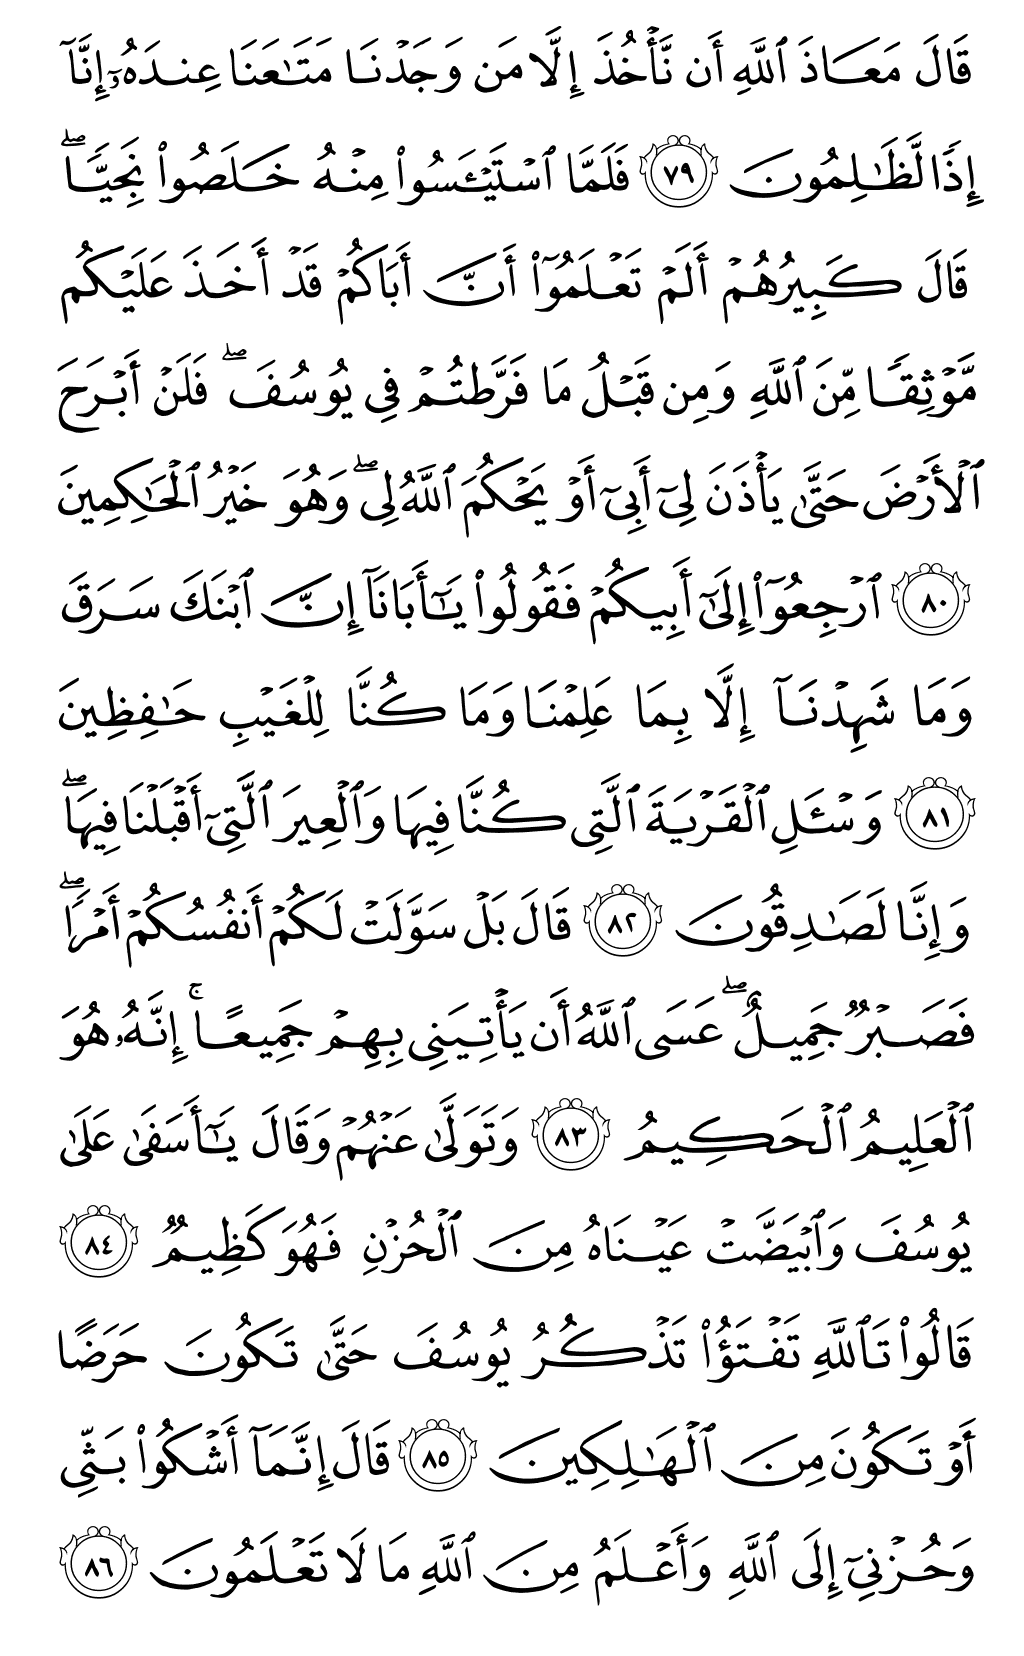 قَالَ مَعَاذَ ٱللَّهِ أَن نَّأۡخُذَ إِلَّا مَن وَجَدۡنَا مَتَٰعَنَا عِندَهُۥٓ إِنَّآ
إِذٗا لَّظَٰلِمُونَ ٧٩ فَلَمَّا ٱسۡتَيۡـَٔسُواْ مِنۡهُ خَلَصُواْ نَجِيّٗاۖ
قَالَ كَبِيرُهُمۡ أَلَمۡ تَعۡلَمُوٓاْ أَنَّ أَبَاكُمۡ قَدۡ أَخَذَ عَلَيۡكُم
مَّوۡثِقٗا مِّنَ ٱللَّهِ وَمِن قَبۡلُ مَا فَرَّطتُمۡ فِي يُوسُفَۖ فَلَنۡ أَبۡرَحَ
ٱلۡأَرۡضَ حَتَّىٰ يَأۡذَنَ لِيٓ أَبِيٓ أَوۡ يَحۡكُمَ ٱللَّهُ لِيۖ وَهُوَ خَيۡرُ ٱلۡحَٰكِمِينَ
٨٠ ٱرۡجِعُوٓاْ إِلَىٰٓ أَبِيكُمۡ فَقُولُواْ يَٰٓأَبَانَآ إِنَّ ٱبۡنَكَ سَرَقَ
وَمَا شَهِدۡنَآ إِلَّا بِمَا عَلِمۡنَا وَمَا كُنَّا لِلۡغَيۡبِ حَٰفِظِينَ
٨١ وَسۡـَٔلِ ٱلۡقَرۡيَةَ ٱلَّتِي كُنَّا فِيهَا وَٱلۡعِيرَ ٱلَّتِيٓ أَقۡبَلۡنَا فِيهَاۖ
وَإِنَّا لَصَٰدِقُونَ ٨٢ قَالَ بَلۡ سَوَّلَتۡ لَكُمۡ أَنفُسُكُمۡ أَمۡرٗاۖ
فَصَبۡرٞ جَمِيلٌۖ عَسَى ٱللَّهُ أَن يَأۡتِيَنِي بِهِمۡ جَمِيعًاۚ إِنَّهُۥ هُوَ
ٱلۡعَلِيمُ ٱلۡحَكِيمُ ٨٣ وَتَوَلَّىٰ عَنۡهُمۡ وَقَالَ يَٰٓأَسَفَىٰ عَلَىٰ
يُوسُفَ وَٱبۡيَضَّتۡ عَيۡنَاهُ مِنَ ٱلۡحُزۡنِ فَهُوَ كَظِيمٞ ٨٤
قَالُواْ تَٱللَّهِ تَفۡتَؤُاْ تَذۡكُرُ يُوسُفَ حَتَّىٰ تَكُونَ حَرَضًا
أَوۡ تَكُونَ مِنَ ٱلۡهَٰلِكِينَ ٨٥ قَالَ إِنَّمَآ أَشۡكُواْ بَثِّي
وَحُزۡنِيٓ إِلَى ٱللَّهِ وَأَعۡلَمُ مِنَ ٱللَّهِ مَا لَا تَعۡلَمُونَ ٨٦